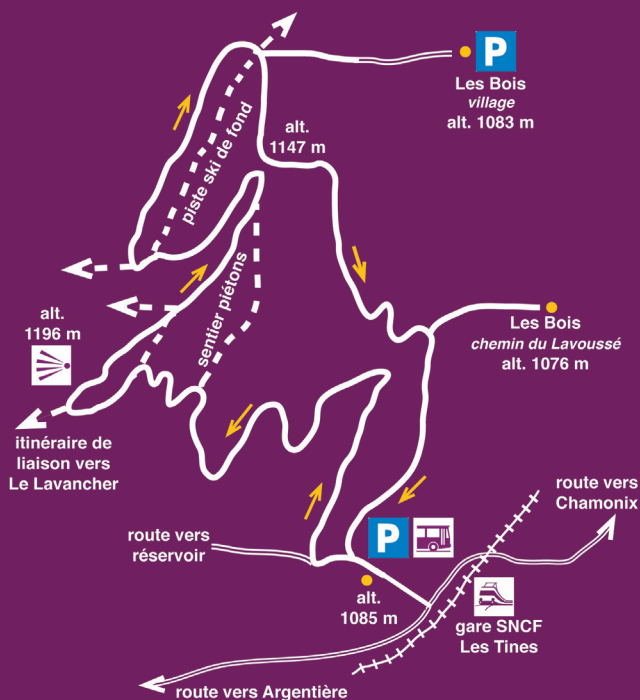 P
Les Bois
village
alt. 1083 m
alt.
1147 m
piste ski de fond
sentier piétons
alt.
1196 m
Les Bois
chemin du Lavoussé
alt. 1076 m
itinéraire de
liaison vers
Le Lavancher
route vers
Chamonix
route vers
réservoir
P
alt.
1085 m
gare SNCF
Les Tines
route vers Argentière